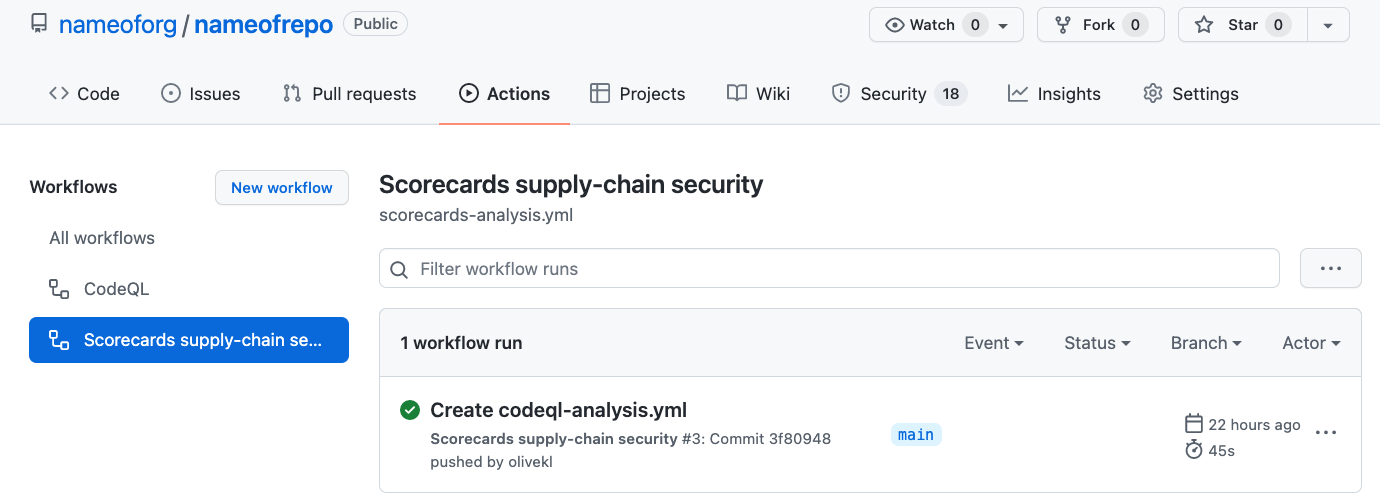 nameoforg / nameofrepo Public Watch 0 Fork 0 Star 0
Code Issues Pull requests Actions Projects Wiki Security 18 Insights Settings
Workflows New workflow
All workflows
CodeQL
Scorecards supply-chain se...
Scorecards supply-chain security
scorecards-analysis.yml
Filter workflow runs
1 workflow run Event Status Branch Actor
Create codeql-analysis.yml
Scorecards supply-chain security #3: Commit 3f80948
pushed by olivekl
main
22 hours ago
45s